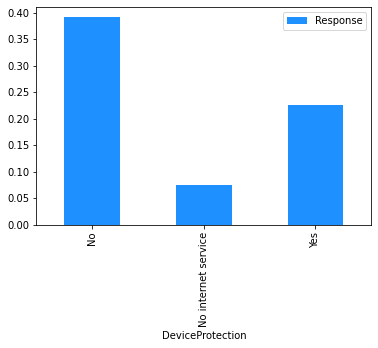 0.40
0.35
0.30
0.25
0.20
0.15
0.10
0.05
0.00
Response
No
No internet service
Yes
DeviceProtection